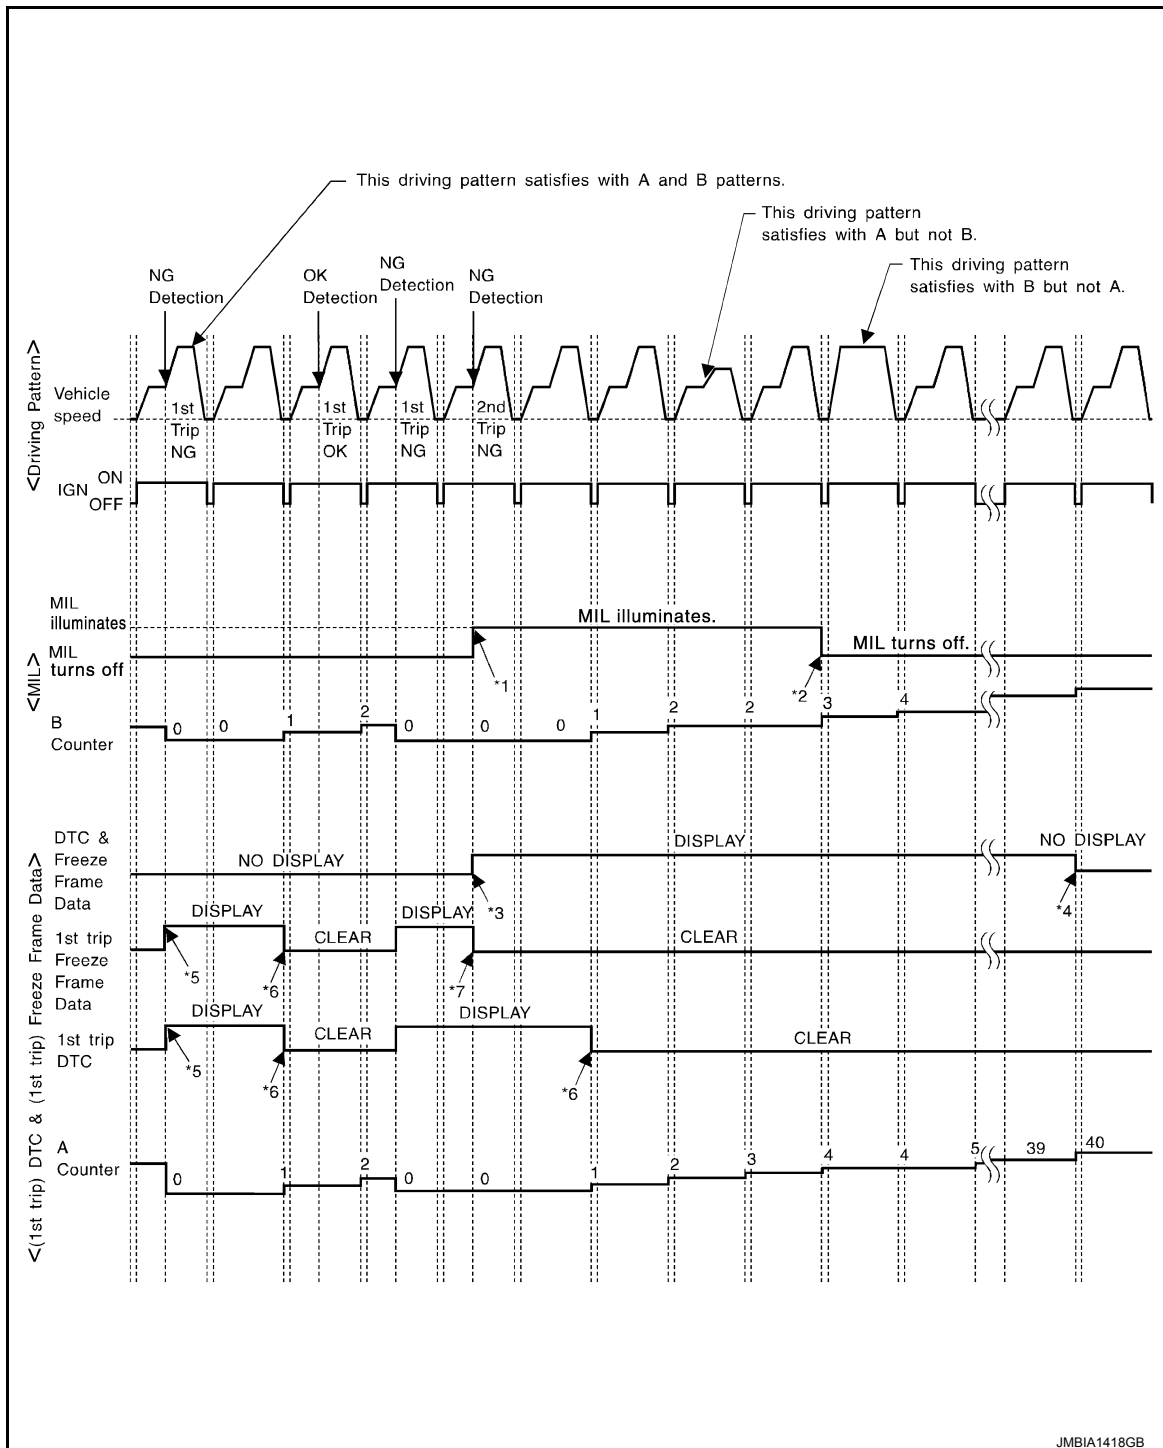 This driving pattern satisfies with A and B patterns.
This driving pattern
satisfies with A but not B.
This driving pattern
satisfies with B but not A.
NG
Detection
OK
Detection
NG
Detection
NG
Detection
<Driving Pattern>
Vehicle
speed
1st
Trip
NG
1st
Trip
OK
1st
Trip
NG
2nd
Trip
NG
IGN
ON
OFF
<MIL>
MIL
illuminates
MIL illuminates.
MIL
turns off
MIL turns off.
*1
*2
B
Counter
0 0 1 2 0 0 0 1 2 2 3 4
<(1st trip) DTC & (1st trip) Freeze Frame Data>
DTC &
Freeze
Frame
Data
NO DISPLAY
DISPLAY
NO DISPLAY
*3
*4
1st trip
Freeze
Frame
Data
DISPLAY
CLEAR
DISPLAY
CLEAR
*5
*6
*7
1st trip
DTC
DISPLAY
CLEAR
DISPLAY
CLEAR
*5
*6
*6
A
Counter
0 1 2 0 0 1 2 3 4 4 5 39 40
JMBIA1418GB